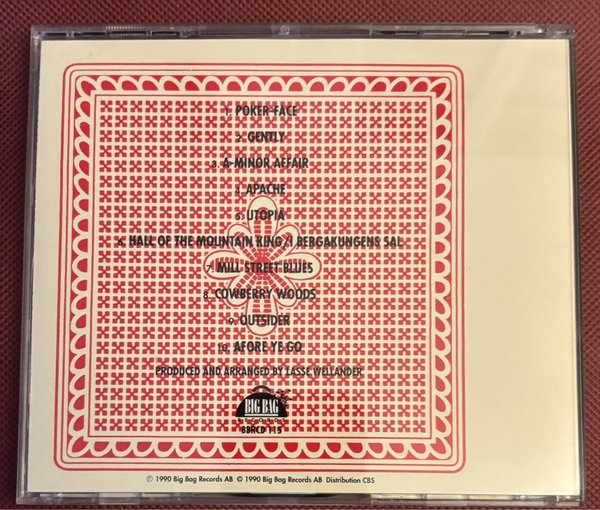 1. POKER-FACE
2. GENTLY
3. A-MINOR AFFAIR
4. APACHE
5. UTOPIA
6. HALL OF THE MOUNTAIN KING/I BERGAKUNGENS SAL
7. MILL STREET BLUES
8. COWBERRY WOODS
9. OUTSIDER
10. AFORE YE GO
PRODUCED AND ARRANGED BY LASSE WELLANDER
BIG BAG
RECORDS
BBRCD 115
℗ 1990 Big Bag Records AB © 1990 Big Bag Records AB Distribution CBS